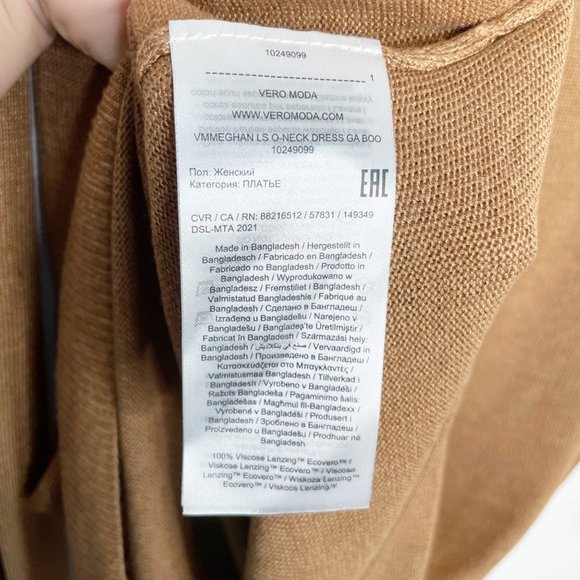 10249099
1
VERO MODA
WWW.VEROMODA.COM
VMMEGHAN LS O-NECK DRESS GA BOO
10249099
Пол: Женский
Категория: ПЛАТЬЕ
EAC
CVR / CA / RN: 88216512 / 57831 / 149349
DSL-MTA 2021
Made in Bangladesh / Hergestellt in
Bangladesch / Fabricado en Bangladesh /
Fabricado no Bangladesh / Prodotto in
Bangladesh / Wyprodukowano w
Bangladesz / Fremstillet i Bangladesh /
Valmistatud Bangladeshis / Fabriqué au
Bangladesh / Сделано в Бангладеш /
Izrađeno u Bangladešu / Narejeno v
Bangladešu / Bangladeş'te Üretilmiştir /
Fabricat în Bangladesh / Származási hely:
Bangladesh / صنع في بنكلاديش / Vervaardigd in
Bangladesh / Произведено в Бангладеш /
Κατασκευάζεται στο Μπαγκλαντές /
Valmistusmaa Bangladesh / Tillverkad i
Bangladesh / Vyrobeno v Bangladéši /
Ražots Bangladeša / Pagaminimo šalis:
Bangladešas / Magħmul fil-Bangladexx /
Vyrobené v Bangladéši / Produsert i
Bangladesh / Зроблено в Бангладеш /
Proizvedeno u Bangladešu / Prodhuar në
Bangladesh
100% Viscose Lenzing™ Ecovero™ /
Viskose Lenzing™ Ecovero™ / Viscosa
Lenzing™ Ecovero™ / Wiskoza Lenzing™
Ecovero™ / Viskoos Lenzing™